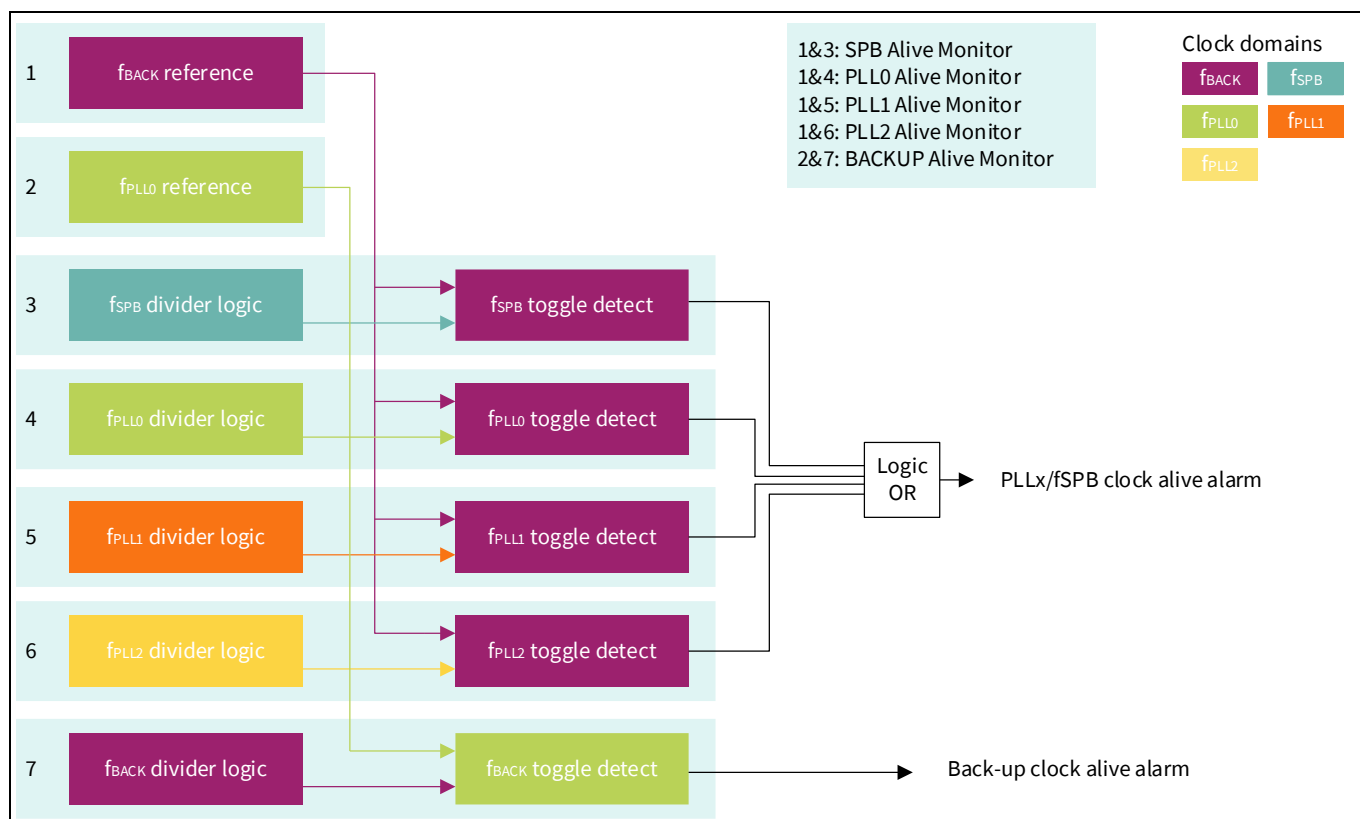 1
fBACK reference
2
fPLL0 reference
3
fSPB divider logic
fSPB toggle detect
4
fPLL0 divider logic
fPLL0 toggle detect
5
fPLL1 divider logic
fPLL1 toggle detect
6
fPLL2 divider logic
fPLL2 toggle detect
7
fBACK divider logic
fBACK toggle detect
1&3: SPB Alive Monitor
1&4: PLL0 Alive Monitor
1&5: PLL1 Alive Monitor
1&6: PLL2 Alive Monitor
2&7: BACKUP Alive Monitor
Clock domains
fBACK
fSPB
fPLL0
fPLL1
fPLL2
Logic
OR
PLLx/fSPB clock alive alarm
Back-up clock alive alarm